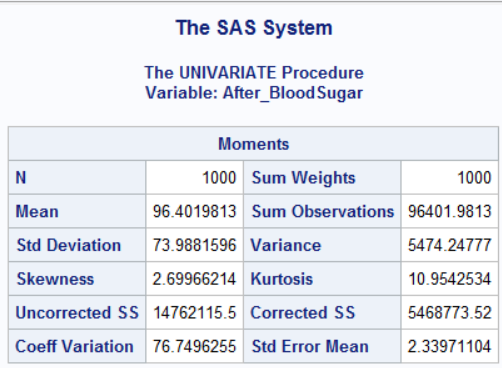 The SAS System
The UNIVARIATE Procedure
Variable: After_BloodSugar
Moments
N 1000 Sum Weights 1000
Mean 96.4019813 Sum Observations 96401.9813
Std Deviation 73.9881596 Variance 5474.24777
Skewness 2.69966214 Kurtosis 10.9542534
Uncorrected SS 14762115.5 Corrected SS 5468773.52
Coeff Variation 76.7496255 Std Error Mean 2.33971104